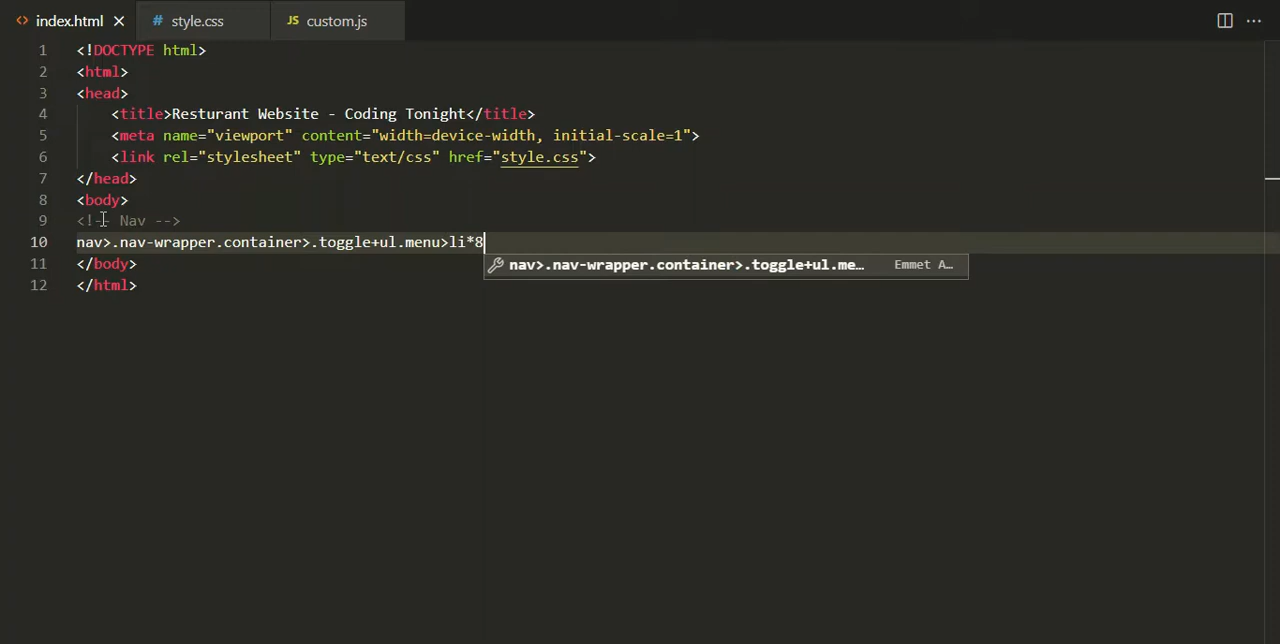 <> index.html × # style.css JS custom.js ...
1 <!DOCTYPE html>
2 <html>
3 <head>
4 <title>Resturant Website - Coding Tonight</title>
5 <meta name="viewport" content="width=device-width, initial-scale=1">
6 <link rel="stylesheet" type="text/css" href="style.css">
7 </head>
8 <body>
9 <!-- Nav -->
10 nav>.nav-wrapper.container>.toggle+ul.menu>li*8
nav>.nav-wrapper.container>.toggle+ul.me… Emmet A…
11 </body>
12 </html>